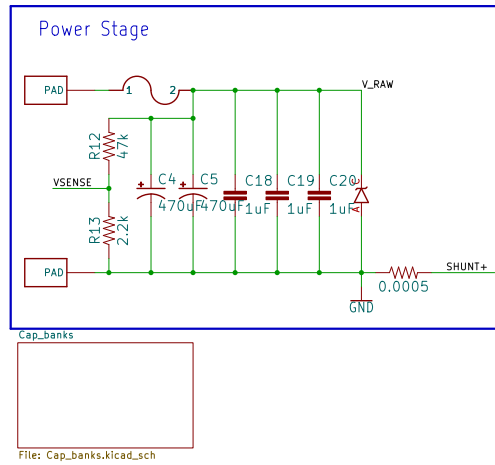 Power Stage
PAD
1
2
V_RAW
R12
47k
C4
470uF
C5
470uF
C18
1uF
C19
1uF
C20
1uF
C
A
VSENSE
R13
2.2k
PAD
0.0005
SHUNT+
GND
Cap_banks
File: Cap_banks.kicad_sch